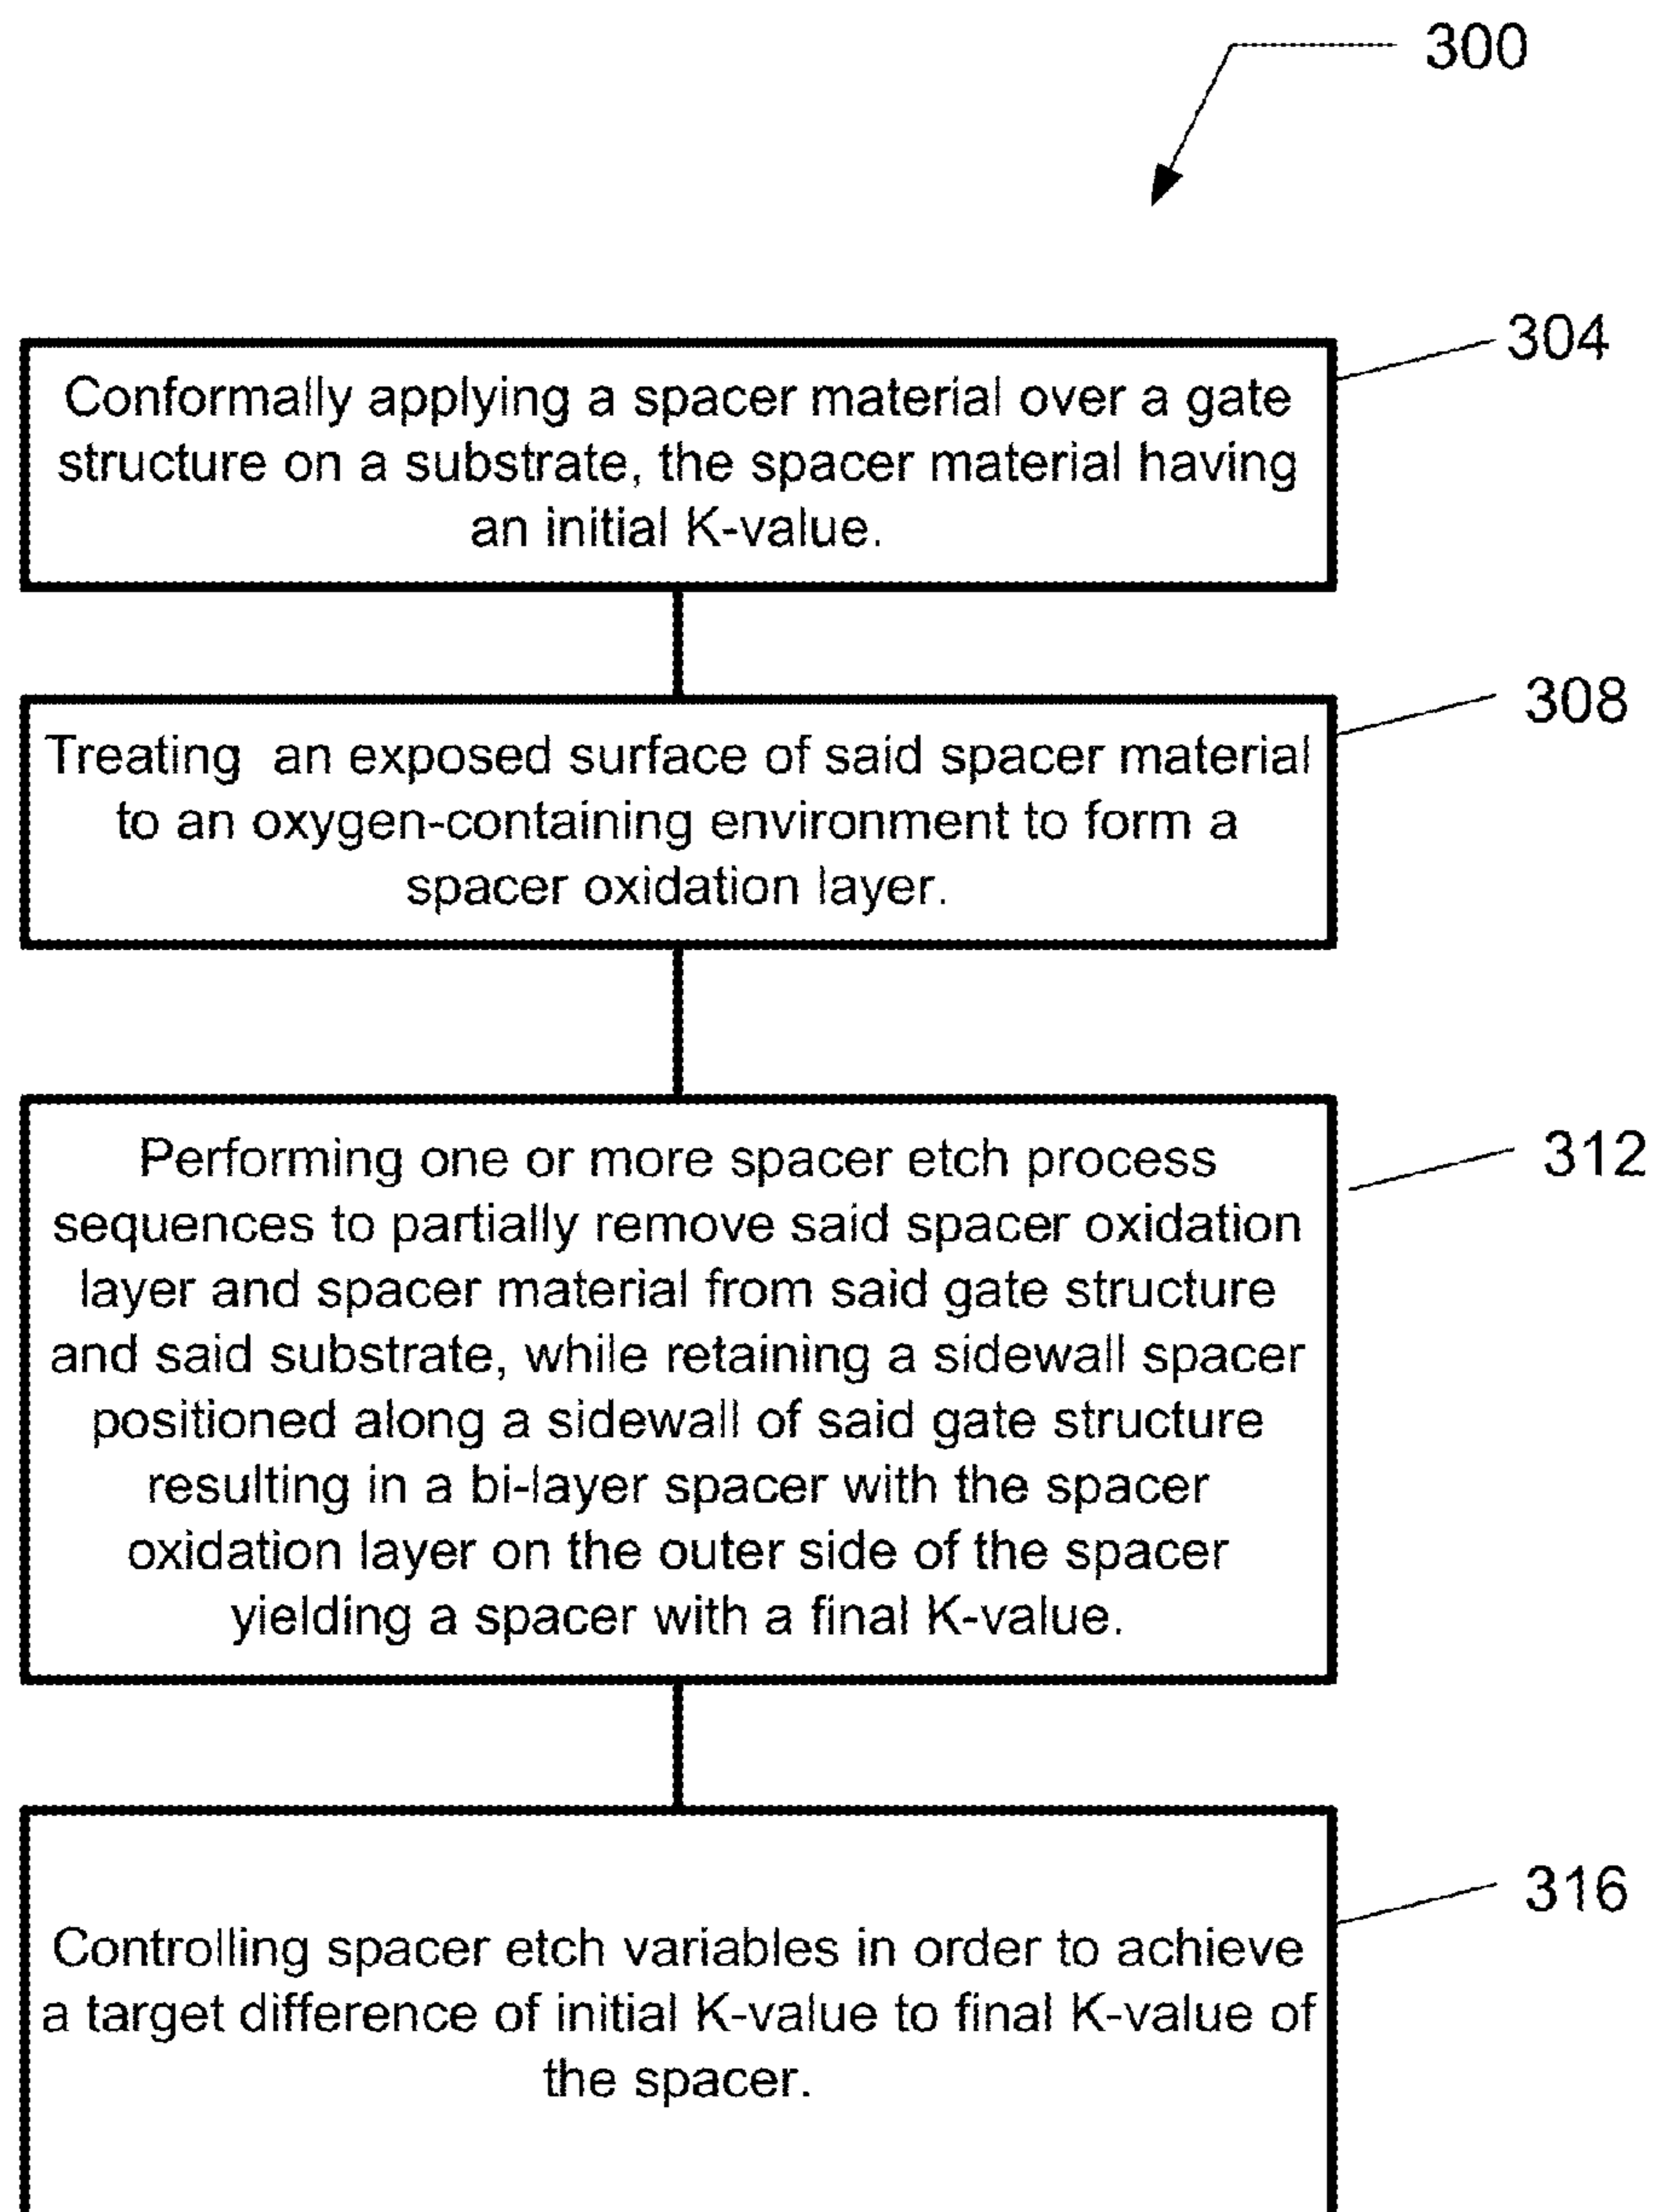 300
304
Conformally applying a spacer material over a gate
structure on a substrate, the spacer material having
an initial K-value.
308
Treating an exposed surface of said spacer material
to an oxygen-containing environment to form a
spacer oxidation layer.
312
Performing one or more spacer etch process
sequences to partially remove said spacer oxidation
layer and spacer material from said gate structure
and said substrate, while retaining a sidewall spacer
positioned along a sidewall of said gate structure
resulting in a bi-layer spacer with the spacer
oxidation layer on the outer side of the spacer
yielding a spacer with a final K-value.
316
Controlling spacer etch variables in order to achieve
a target difference of initial K-value to final K-value of
the spacer.